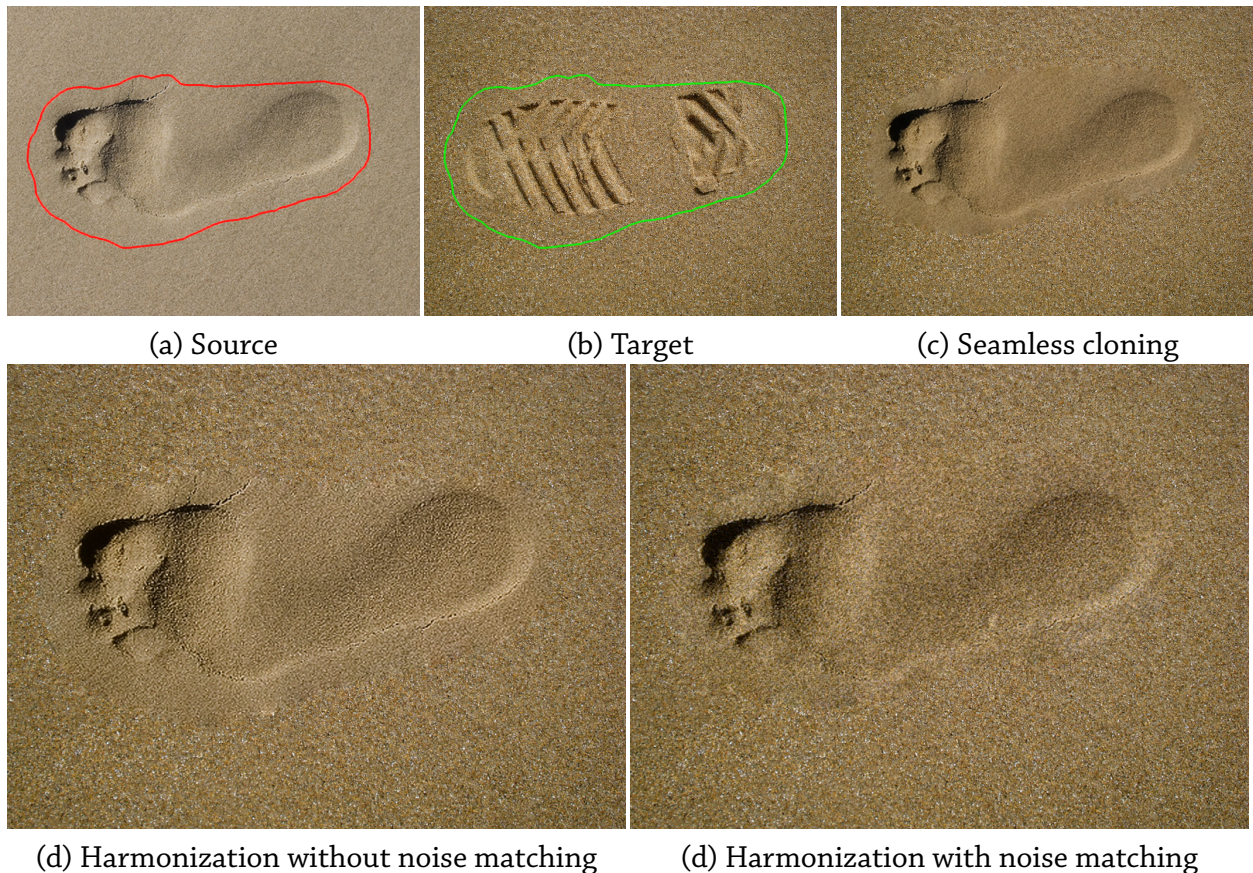 (a) Source
(b) Target
(c) Seamless cloning
(d) Harmonization without noise matching
(d) Harmonization with noise matching